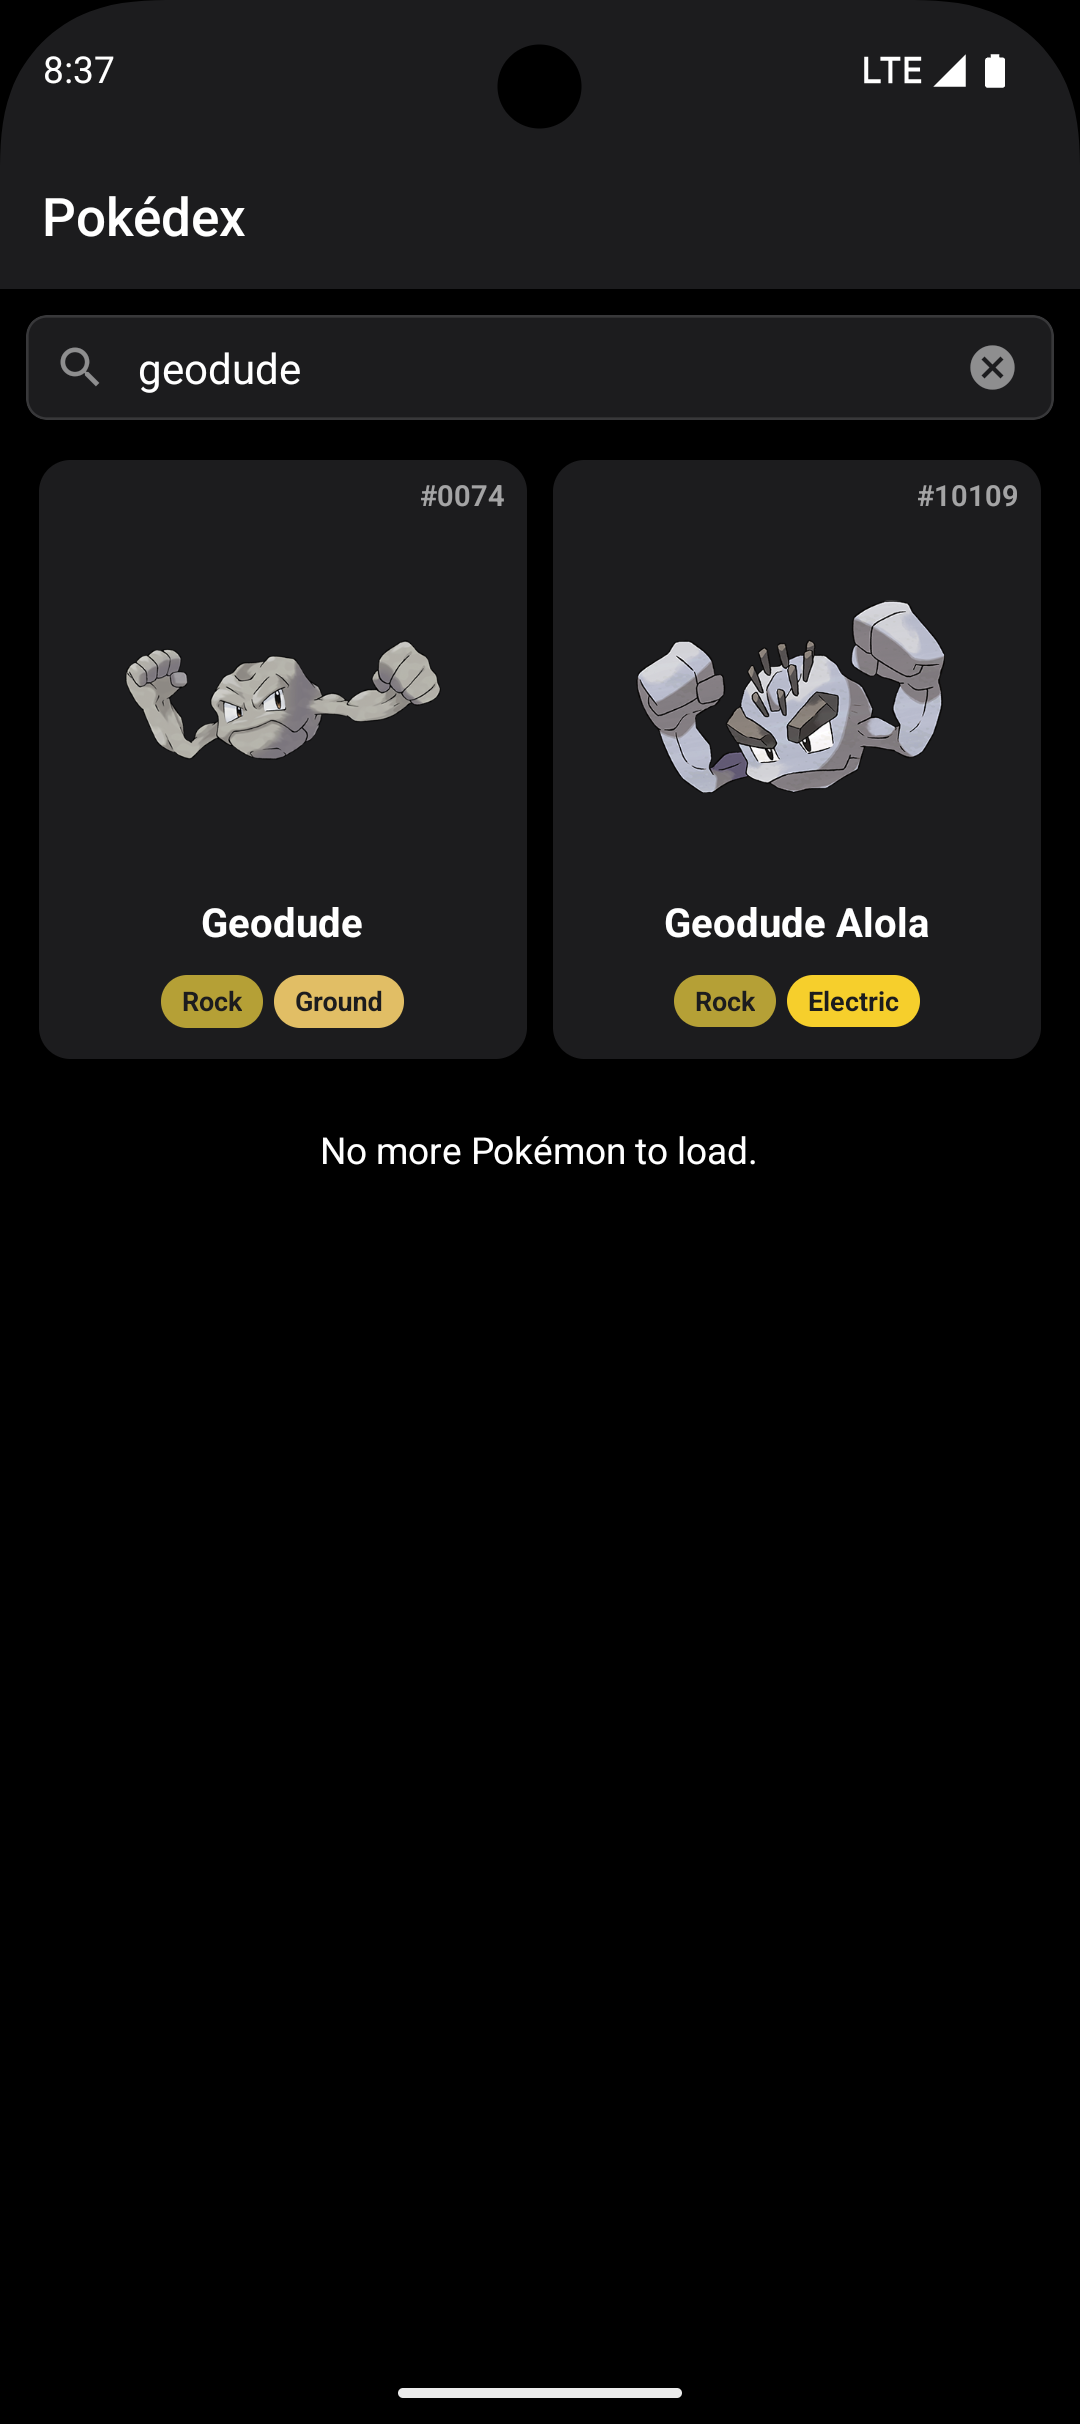 8:37
LTE
Pokédex
geodude
#0074
#10109
Geodude
Geodude Alola
Rock
Ground
Rock
Electric
No more Pokémon to load.